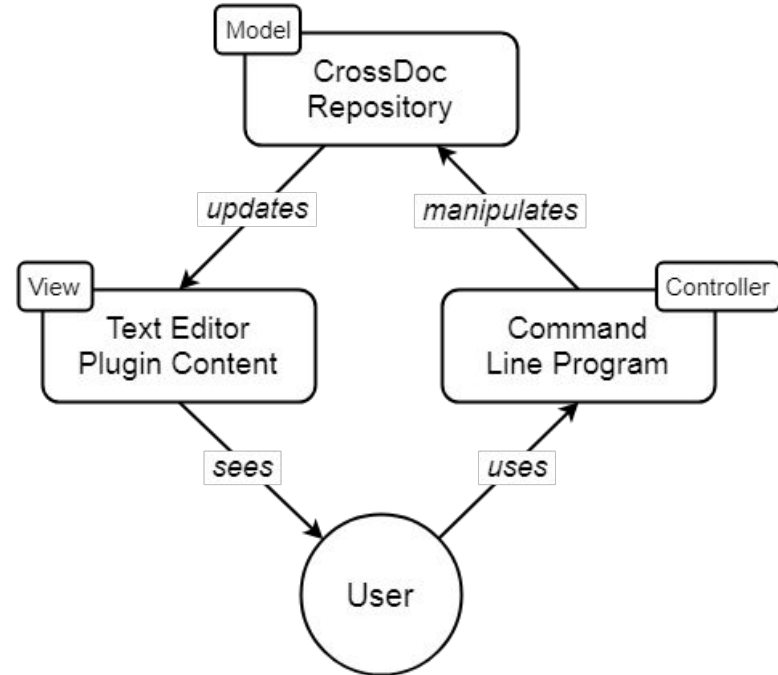 Model
CrossDoc
Repository
updates
manipulates
View
Controller
Text Editor
Plugin Content
Command
Line Program
sees
uses
User